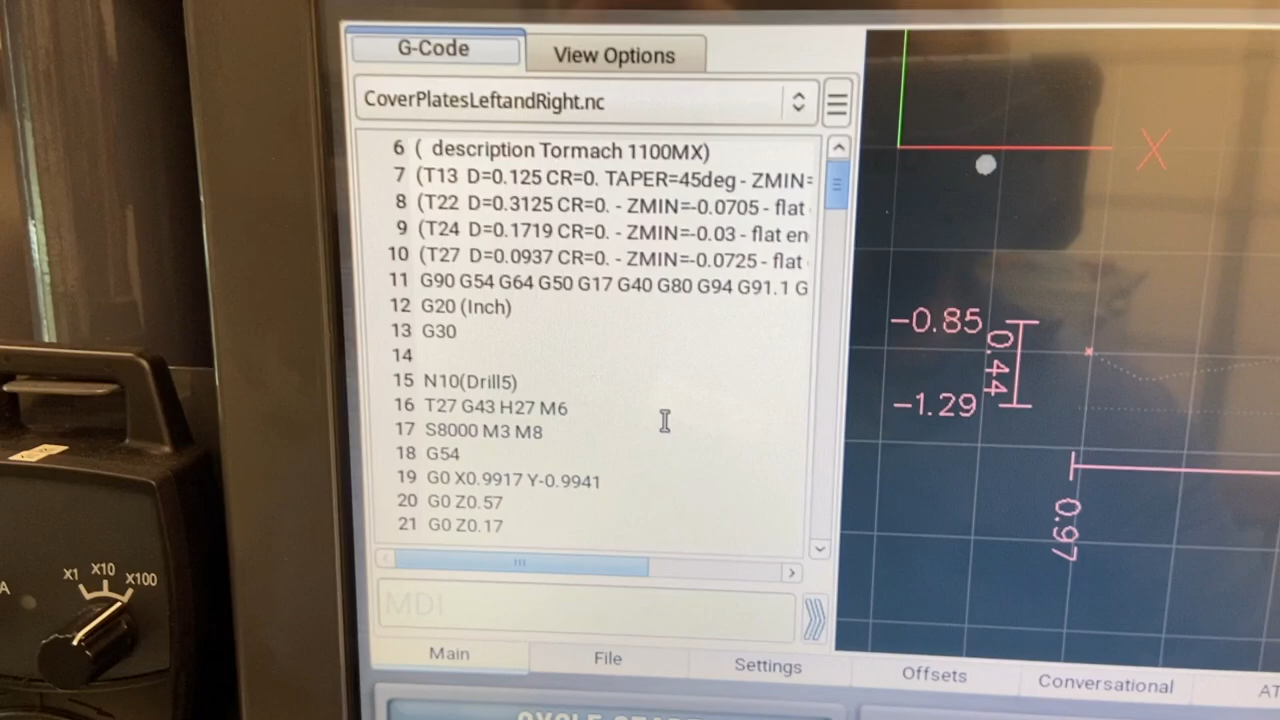 G-Code
View Options
CoverPlatesLeftandRight.nc
6 ( description Tormach 1100MX)
7 (T13 D=0.125 CR=0. TAPER=45deg - ZMIN=
8 (T22 D=0.3125 CR=0. - ZMIN=-0.0705 - flat
9 (T24 D=0.1719 CR=0. - ZMIN=-0.03 - flat en
10 (T27 D=0.0937 CR=0. - ZMIN=-0.0725 - flat
11 G90 G54 G64 G50 G17 G40 G80 G94 G91.1 G
12 G20 (Inch)
13 G30
14
15 N10(Drill5)
16 T27 G43 H27 M6
17 S8000 M3 M8
18 G54
19 G0 X0.9917 Y-0.9941
20 G0 Z0.57
21 G0 Z0.17
MDI
Main
File
Settings
Offsets
Conversational
AT
X
-0.85
0.44
-1.29
0.97
A
X1
X10
X100